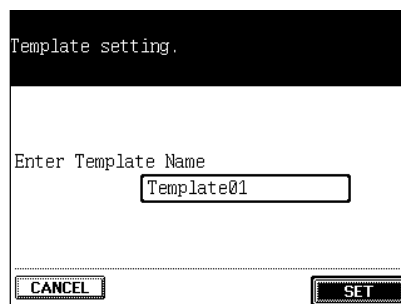 Template setting.
Enter Template Name
Template01
CANCEL
SET